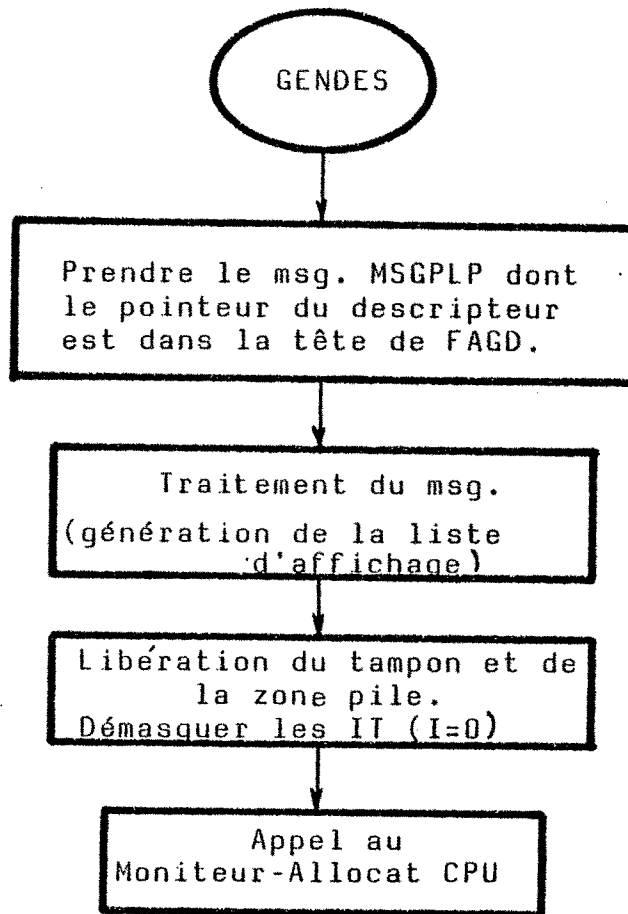 GENDES
Prendre le msg. MSGPLP dont
le pointeur du descripteur
est dans la tête de FAGD.
Traitement du msg.
(génération de la liste
d'affichage)
Libération du tampon et de
la zone pile.
Démasquer les IT (I=0)
Appel au
Moniteur-Allocat CPU